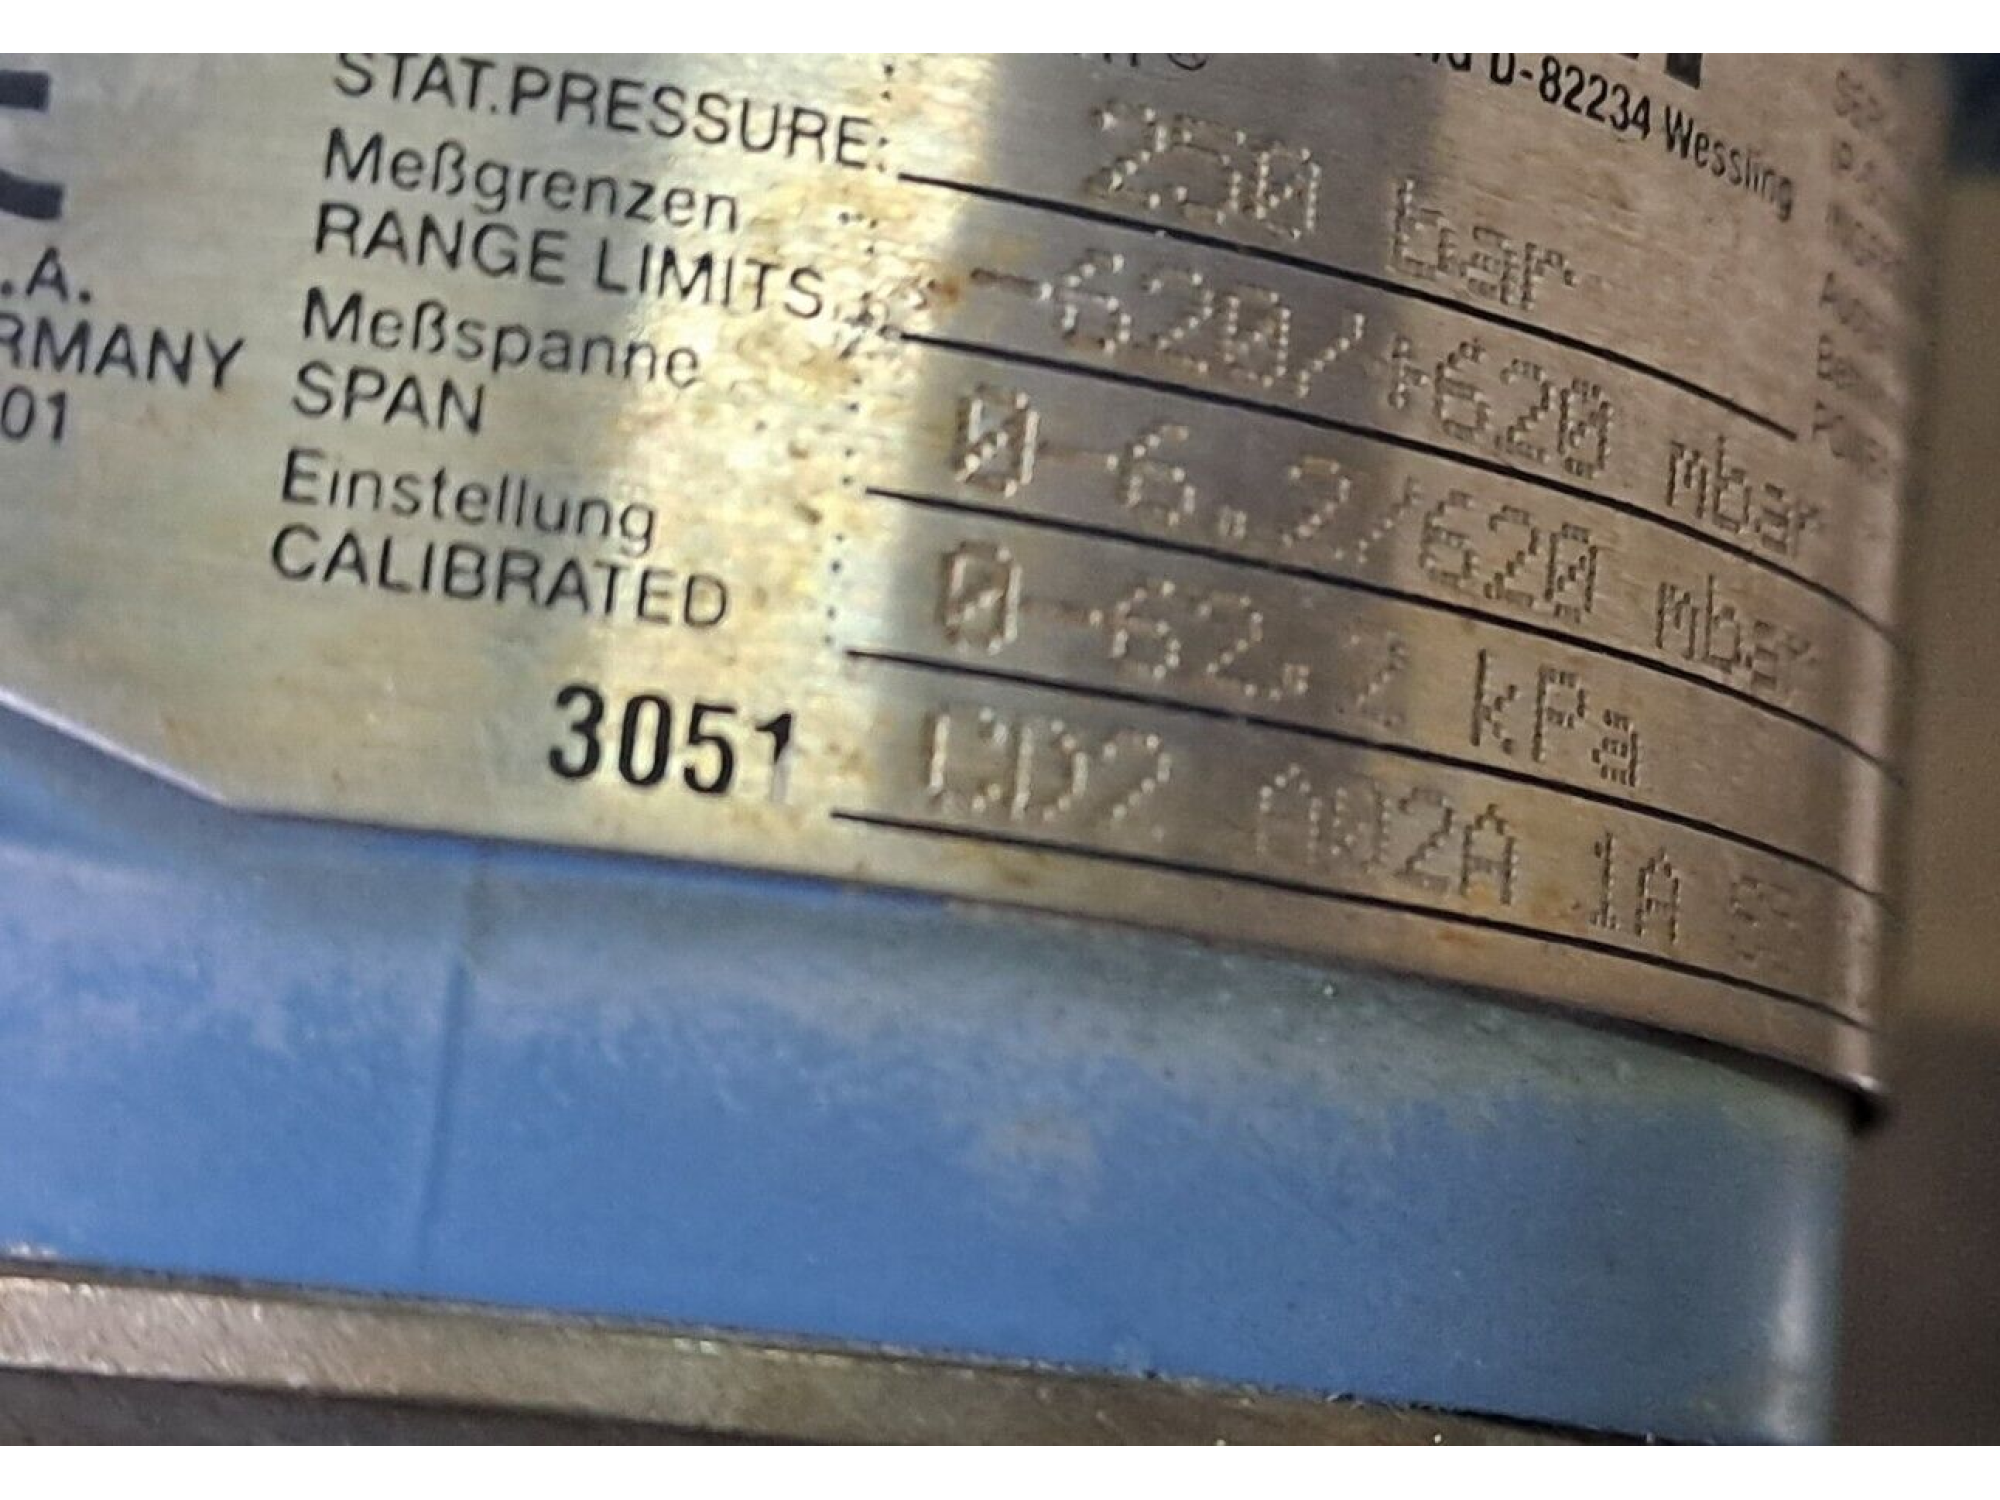 D-82234 Wessling
STAT.PRESSURE: 250 bar
Meßgrenzen
RANGE LIMITS -620/+620 mbar
Meßspanne
SPAN 0-6.2/620 mbar
Einstellung
CALIBRATED 0-62.2 kPa
3051 CD2 A02A 1A
.A.
RMANY
01